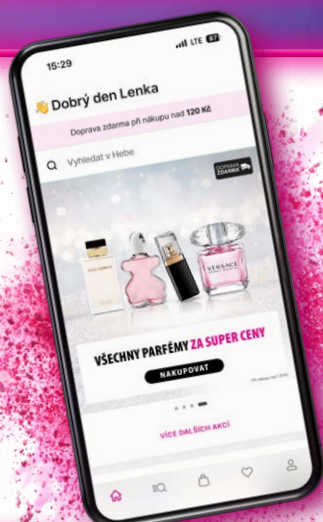 15:29
LTE 87
Dobrý den Lenka
Doprava zdarma při nákupu nad 120 Kč
Vyhledat v Hebe
DOPRAVA
ZDARMA
VERSACE
VŠECHNY PARFÉMY ZA SUPER CENY
NAKUPOVAT
VÍCE DALŠÍCH AKCÍ